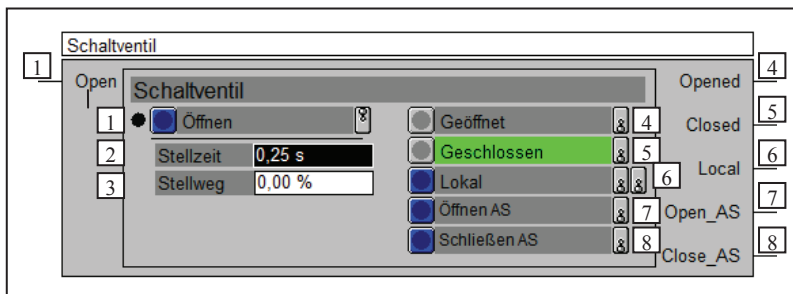 Schaltventil
1 Open Schaltventil Opened 4
1 Öffnen Geöffnet 4 Closed 5
2 Stellzeit 0,25 s Geschlossen 5
3 Stellweg 0,00 % Lokal 6 Local 6
Öffnen AS 7 Open_AS 7
Schließen AS 8 Close_AS 8